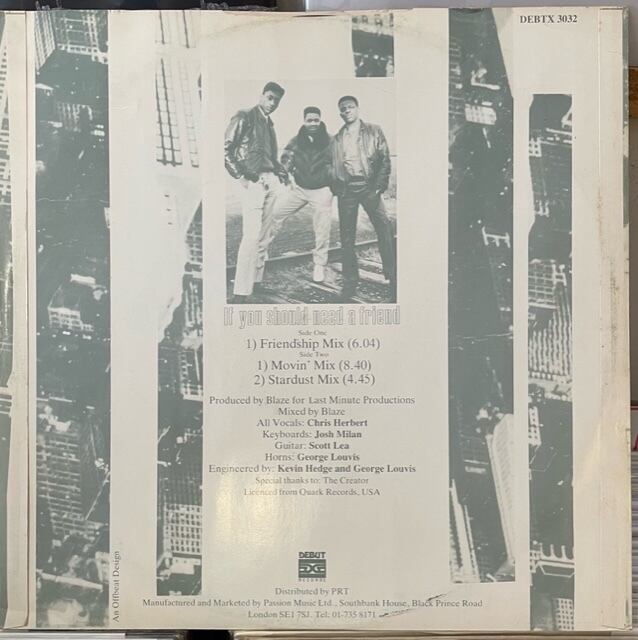 DEBTX 3032
If you should need a friend
Side One
1) Friendship Mix (6.04)
Side Two
1) Movin' Mix (8.40)
2) Stardust Mix (4.45)
Produced by Blaze for Last Minute Productions
Mixed by Blaze
All Vocals: Chris Herbert
Keyboards: Josh Milan
Guitar: Scott Lea
Horns: George Louvis
Engineered by: Kevin Hedge and George Louvis
Special thanks to: The Creator
Licenced from Quark Records, USA
An Offbeat Design
DEBUT
RECORDS
Distributed by PRT
Manufactured and Marketed by Passion Music Ltd., Southbank House, Black Prince Road
London SE1 7SJ. Tel: 01-735 8171